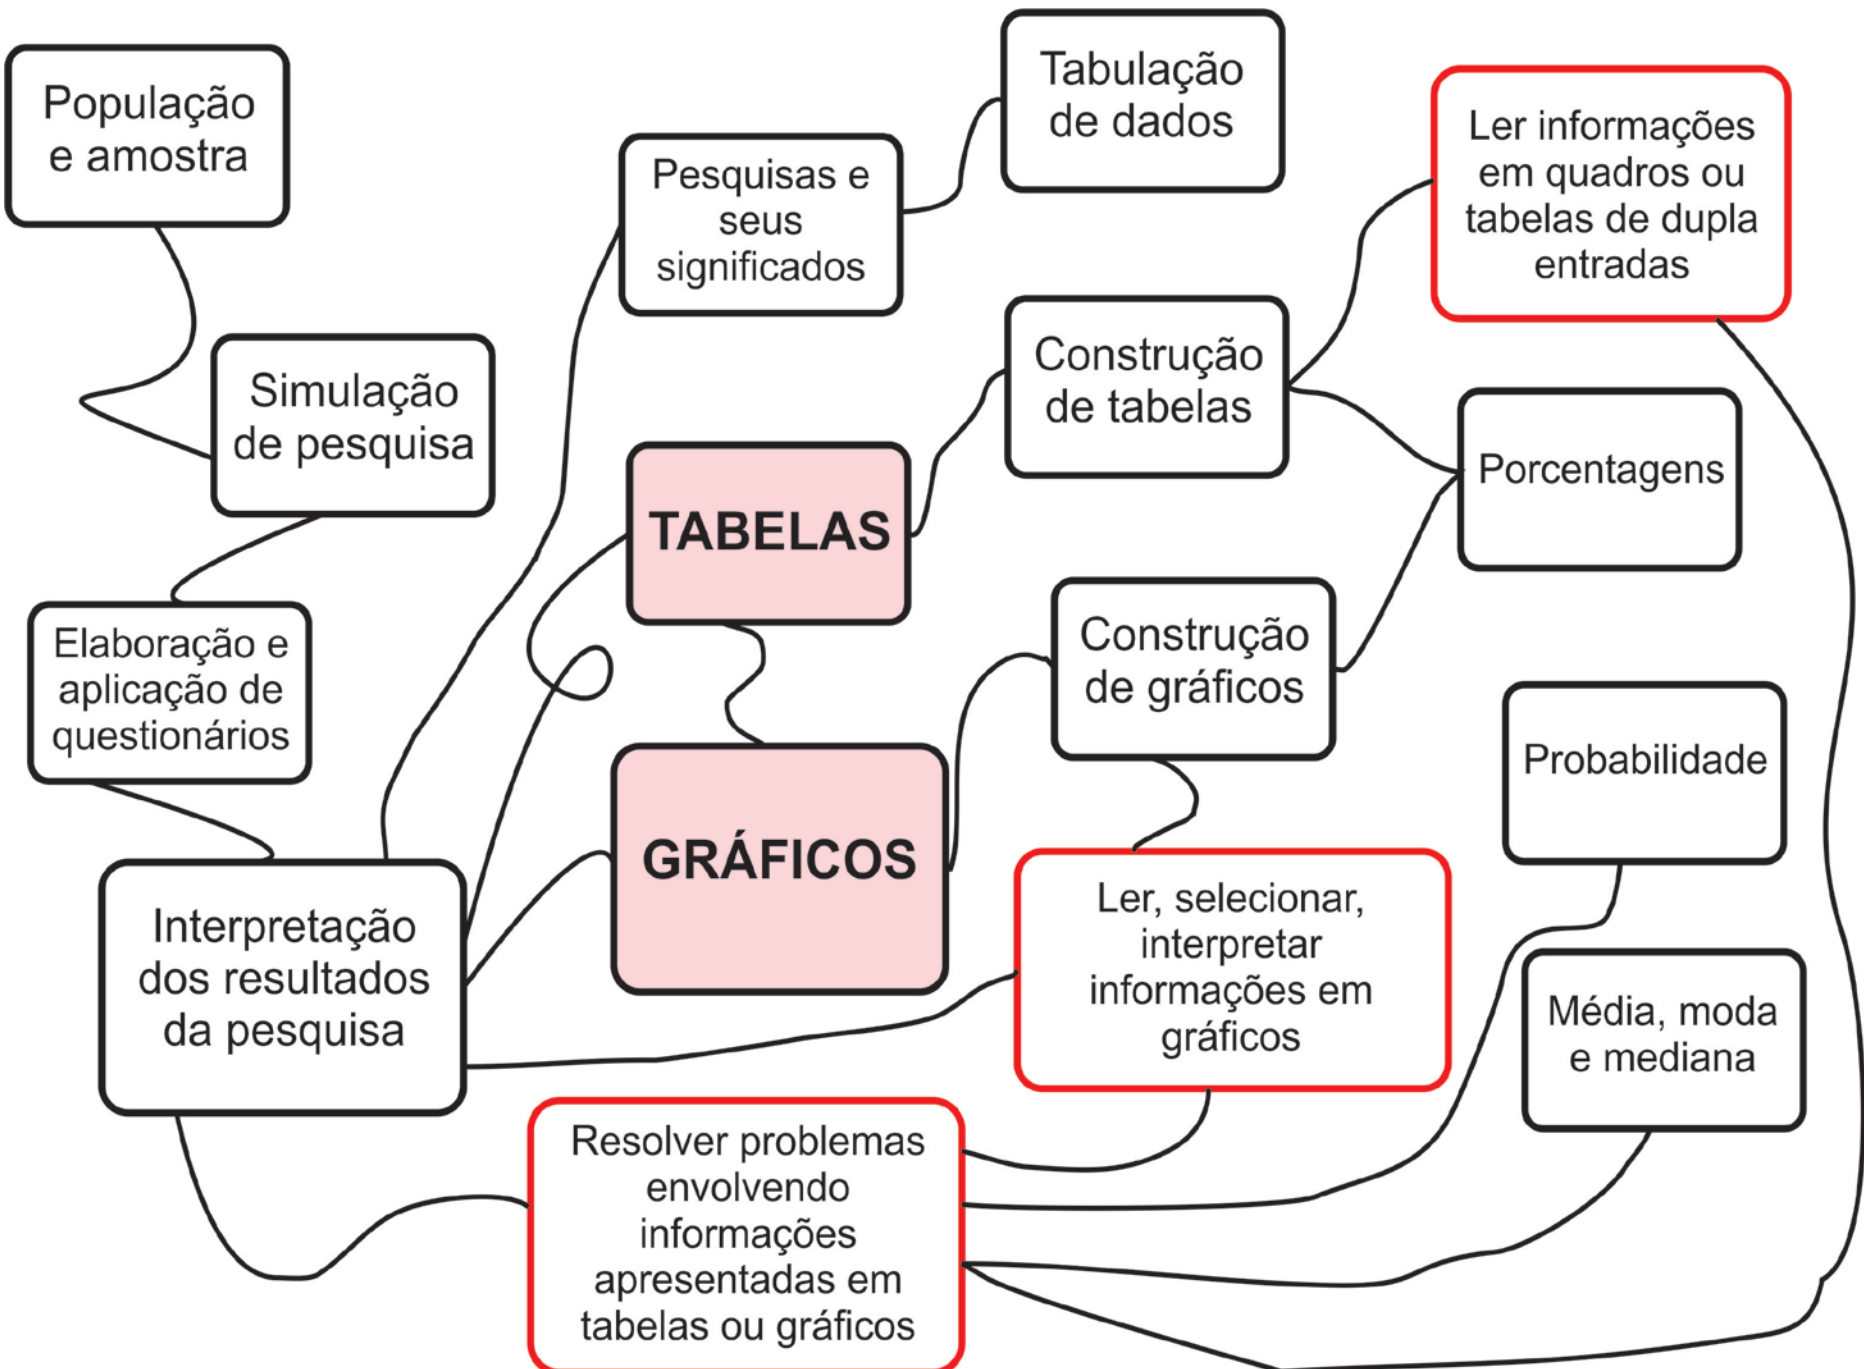 População
e amostra
Tabulação
de dados
Ler informações
em quadros ou
tabelas de dupla
entradas
Pesquisas e
seus
significados
Simulação
de pesquisa
Construção
de tabelas
Porcentagens
TABELAS
Elaboração e
aplicação de
questionários
Construção
de gráficos
Probabilidade
GRÁFICOS
Interpretação
dos resultados
da pesquisa
Ler, selecionar,
interpretar
informações em
gráficos
Média, moda
e mediana
Resolver problemas
envolvendo
informações
apresentadas em
tabelas ou gráficos